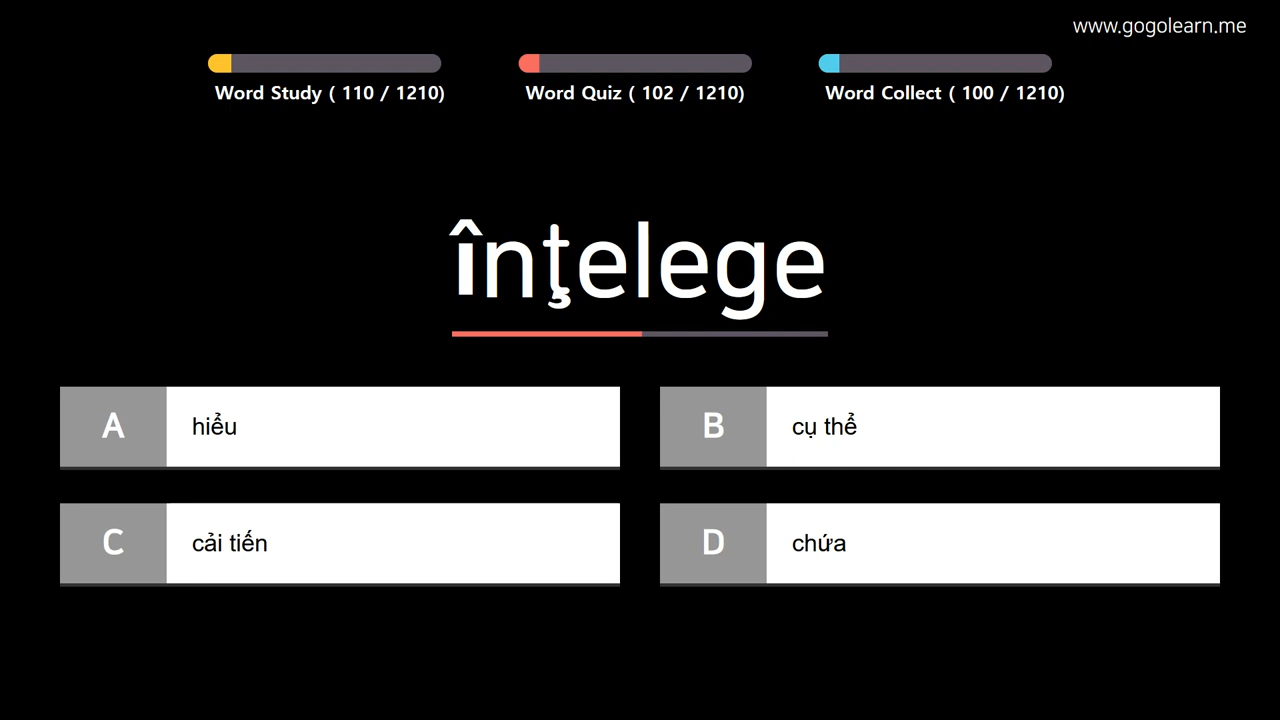 www.gogolearn.me
Word Study ( 110 / 1210)
Word Quiz ( 102 / 1210)
Word Collect ( 100 / 1210)
înţelege
A hiểu
B cụ thể
C cải tiến
D chứa